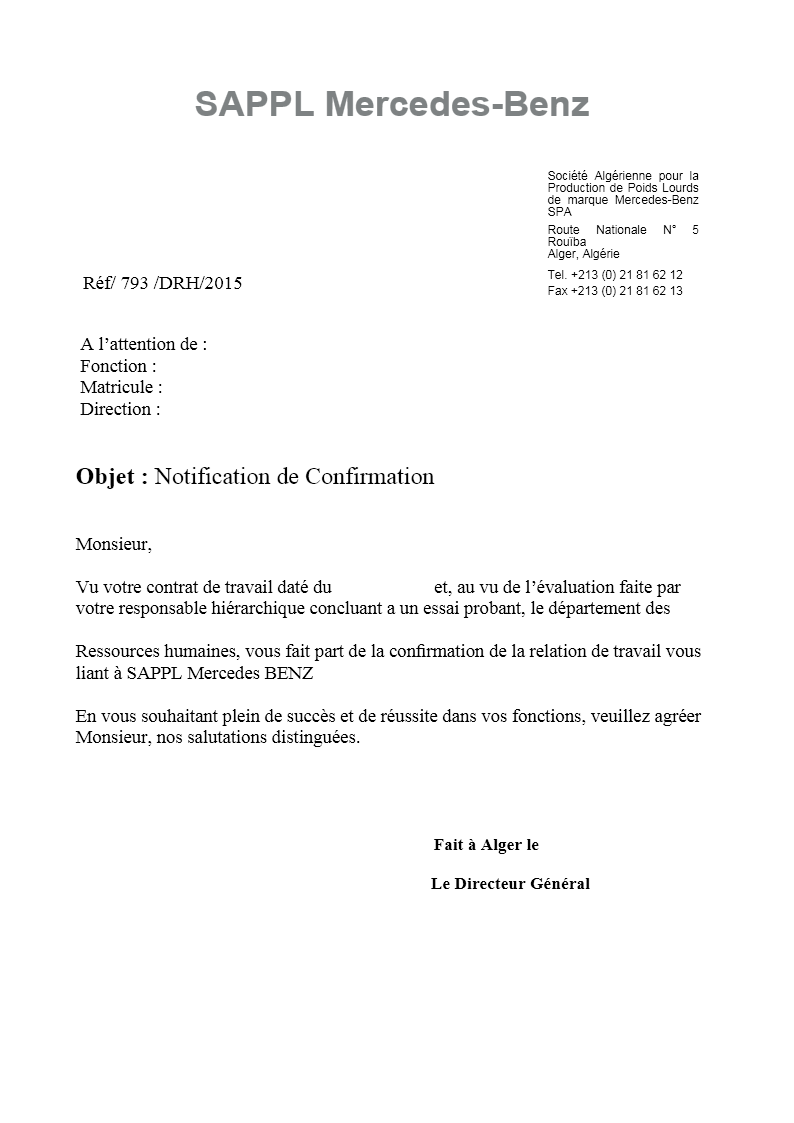 SAPPL Mercedes-Benz
Société Algérienne pour la
Production de Poids Lourds
de marque Mercedes-Benz
SPA
Route Nationale N° 5
Rouïba
Alger, Algérie
Tel. +213 (0) 21 81 62 12
Fax +213 (0) 21 81 62 13
Réf/ 793 /DRH/2015
A l’attention de :
Fonction :
Matricule :
Direction :
Objet : Notification de Confirmation
Monsieur,
Vu votre contrat de travail daté du et, au vu de l’évaluation faite par
votre responsable hiérarchique concluant a un essai probant, le département des
Ressources humaines, vous fait part de la confirmation de la relation de travail vous
liant à SAPPL Mercedes BENZ
En vous souhaitant plein de succès et de réussite dans vos fonctions, veuillez agréer
Monsieur, nos salutations distinguées.
Fait à Alger le
Le Directeur Général